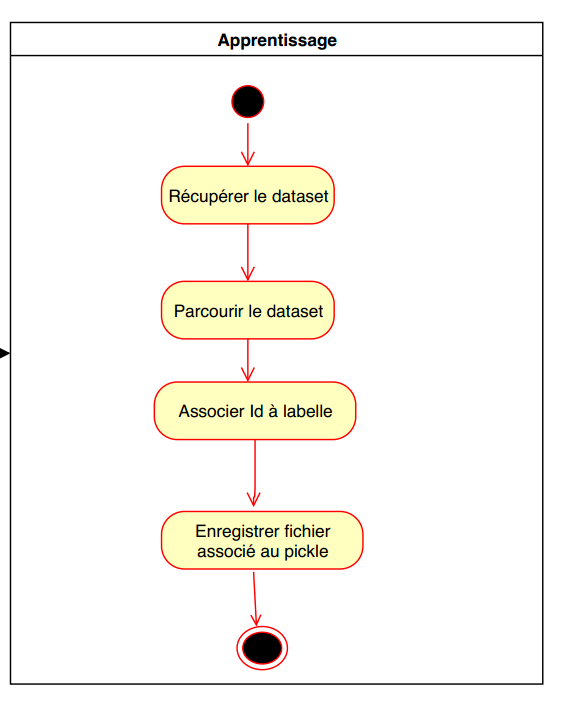 Apprentissage
Récupérer le dataset
Parcourir le dataset
Associer Id à labelle
Enregistrer fichier
associé au pickle